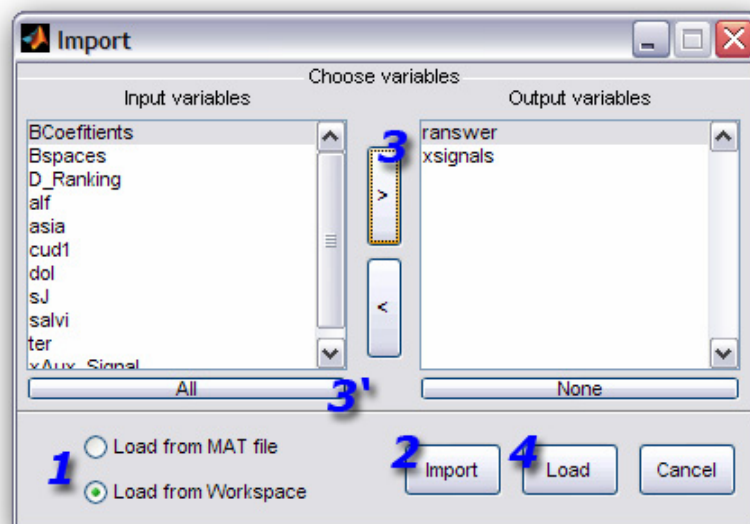 Import
Choose variables
Input variables
Output variables
BCoefitients
Bspaces
D_Ranking
alf
asia
cud1
dol
sJ
salvi
ter
xAux_Signal
3
>
<
ranswer
xsignals
All
3'
None
1
Load from MAT file
Load from Workspace
2
Import
4
Load
Cancel